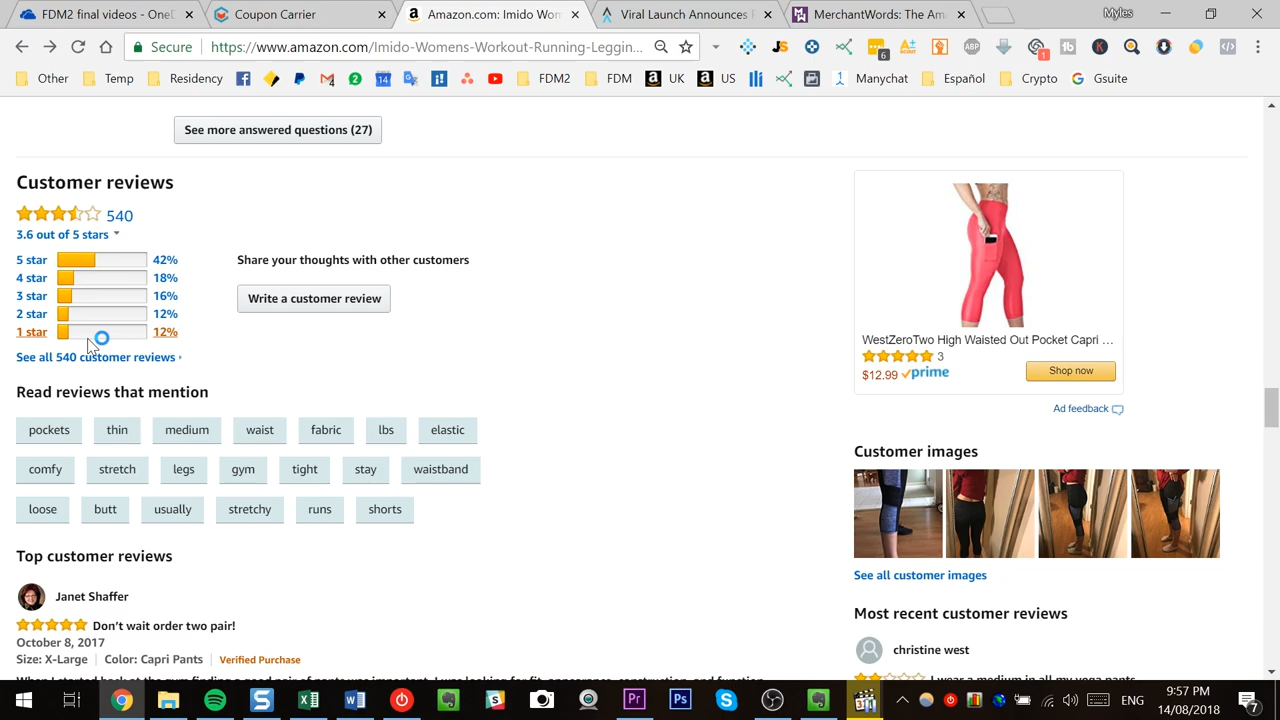 FDM2 2 finalised - OneD
Coupon Carrier
Amazon.com: Imido Wom
Viral Launch Announces
MerchantWords: The Ama
Myles
Secure
https://www.amazon.com/Imido-Womens-Workout-Running-Leggin...
6
ABP
1
Other
Temp
Residency
FDM2
FDM
UK
US
Manychat
Español
Crypto
Gsuite
See more answered questions (27)
Customer reviews
540
3.6 out of 5 stars
5 star 42%
4 star 18%
3 star 16%
2 star 12%
1 star 12%
See all 540 customer reviews
Share your thoughts with other customers
Write a customer review
Read reviews that mention
pockets thin medium waist fabric lbs elastic
comfy stretch legs gym tight stay waistband
loose butt usually stretchy runs shorts
Top customer reviews
Janet Shaffer
Don't wait order two pair!
October 8, 2017
Size: X-Large | Color: Capri Pants | Verified Purchase
WestZeroTwo High Waisted Out Pocket Capri ...
3
$12.99 prime
Shop now
Ad feedback
Customer images
See all customer images
Most recent customer reviews
christine west
I wear a medium in all my yoga pants
ENG
9:57 PM
14/08/2018
7